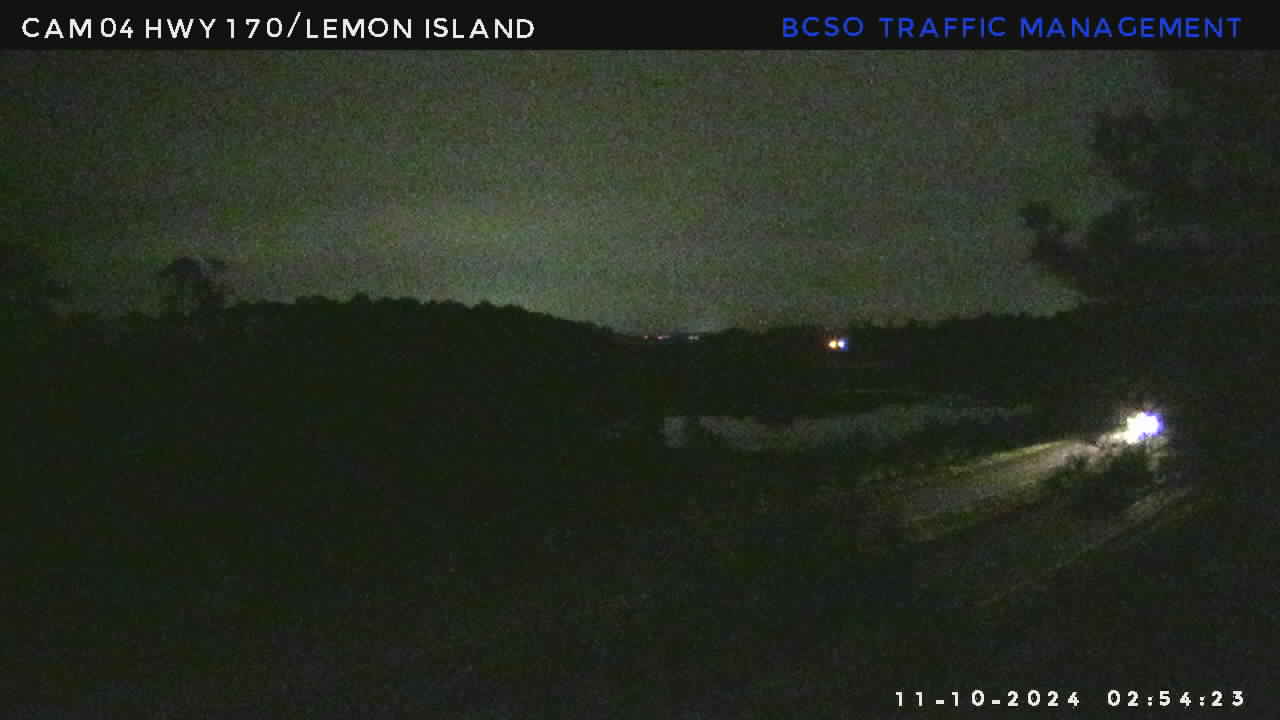 CAM04 HWY 170/LEMON ISLAND
BCSO TRAFFIC MANAGEMENT
11-10-2024 02:54:23